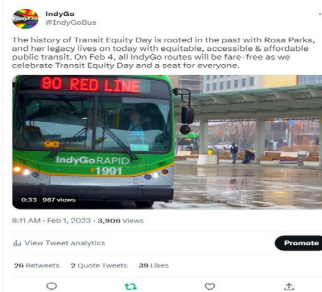 IndyGo
@IndyGoBus
The history of Transit Equity Day is rooted in the past with Rosa Parks,
and her legacy lives on today with equitable, accessible & affordable
public transit. On Feb 4, all IndyGo routes will be fare-free as we
celebrate Transit Equity Day and a seat for everyone.
90 RED LINE
90
IndyGo RAPID
1991
0:33 987 views
8:11 AM · Feb 1, 2023 · 3,906 Views
View Tweet analytics
Promote
26 Retweets 2 Quote Tweets 39 Likes